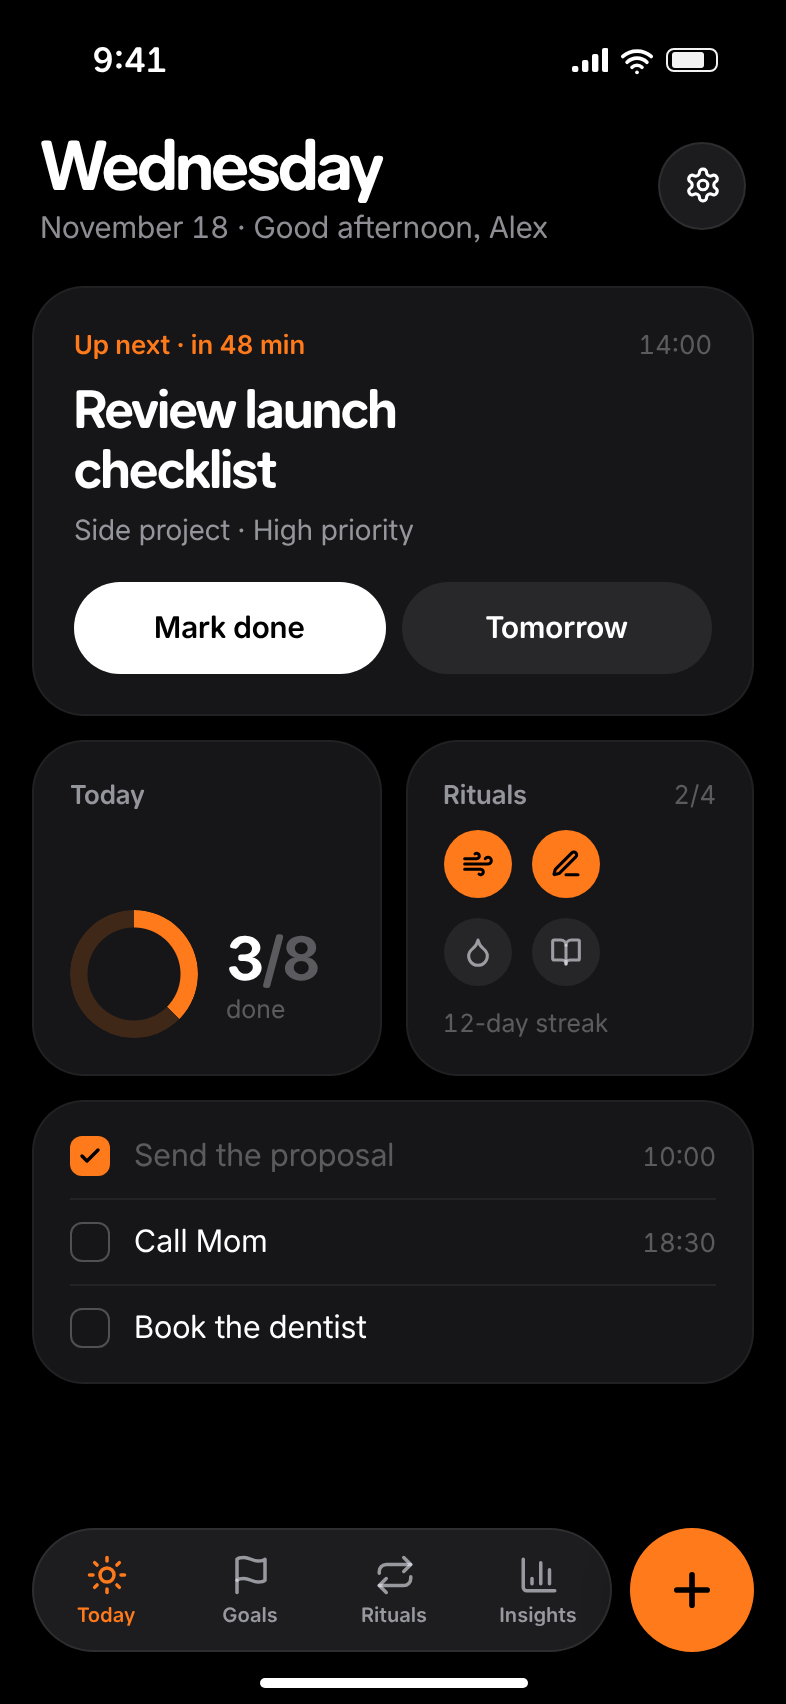 9:41
Wednesday
November 18 · Good afternoon, Alex
Up next · in 48 min
14:00
Review launch
checklist
Side project · High priority
Mark done
Tomorrow
Today
3/8
done
Rituals
2/4
12-day streak
Send the proposal
10:00
Call Mom
18:30
Book the dentist
Today
Goals
Rituals
Insights